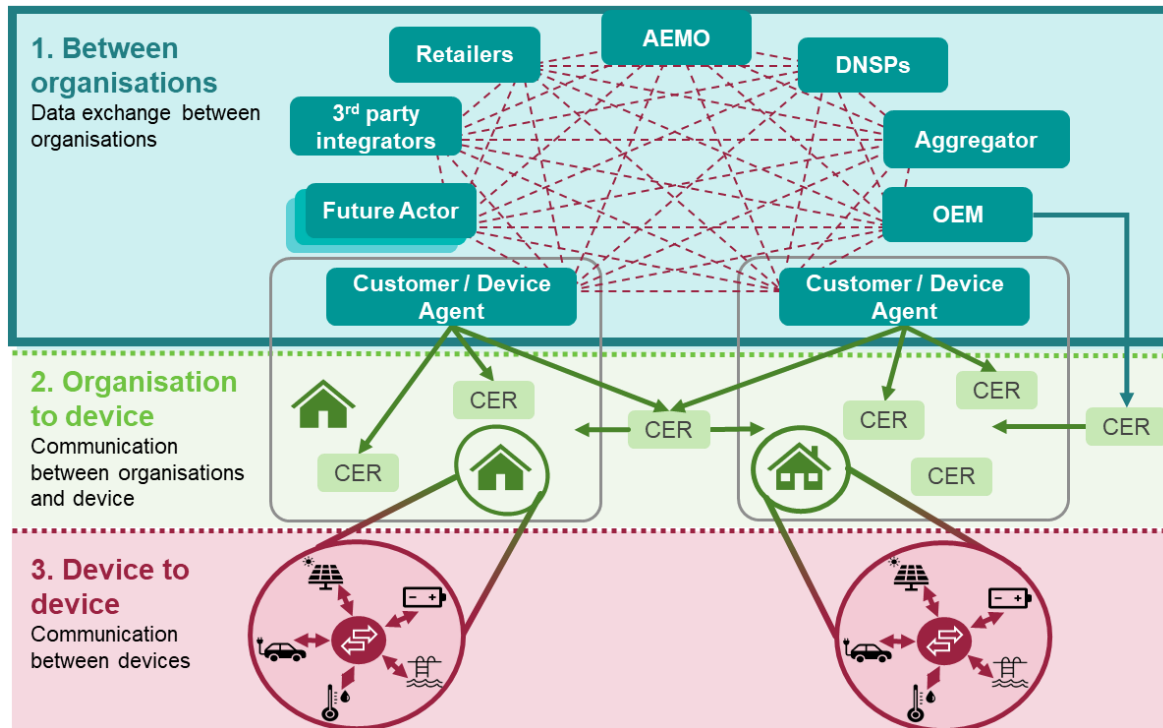 1. Between
organisations
Data exchange between
organisations
AEMO
Retailers
DNSPs
3rd party
integrators
Aggregator
Future Actor
OEM
Customer / Device
Agent
Customer / Device
Agent
2. Organisation
to device
Communication
between organisations
and device
CER
CER
CER
CER
CER
CER
CER
3. Device to
device
Communication
between devices